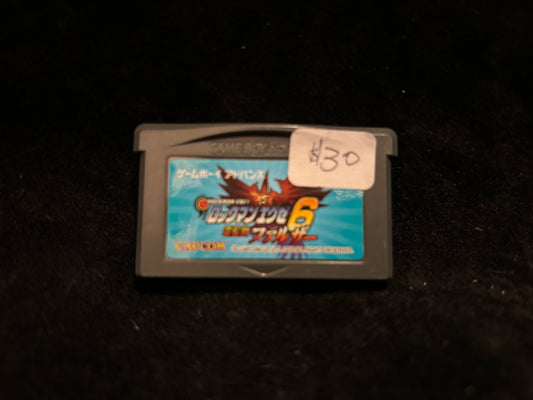 GAME BOY
$30
ゲームボーイ アドバンス
ロックマンエグゼ6
電脳獣 ファルザー
CAPCOM